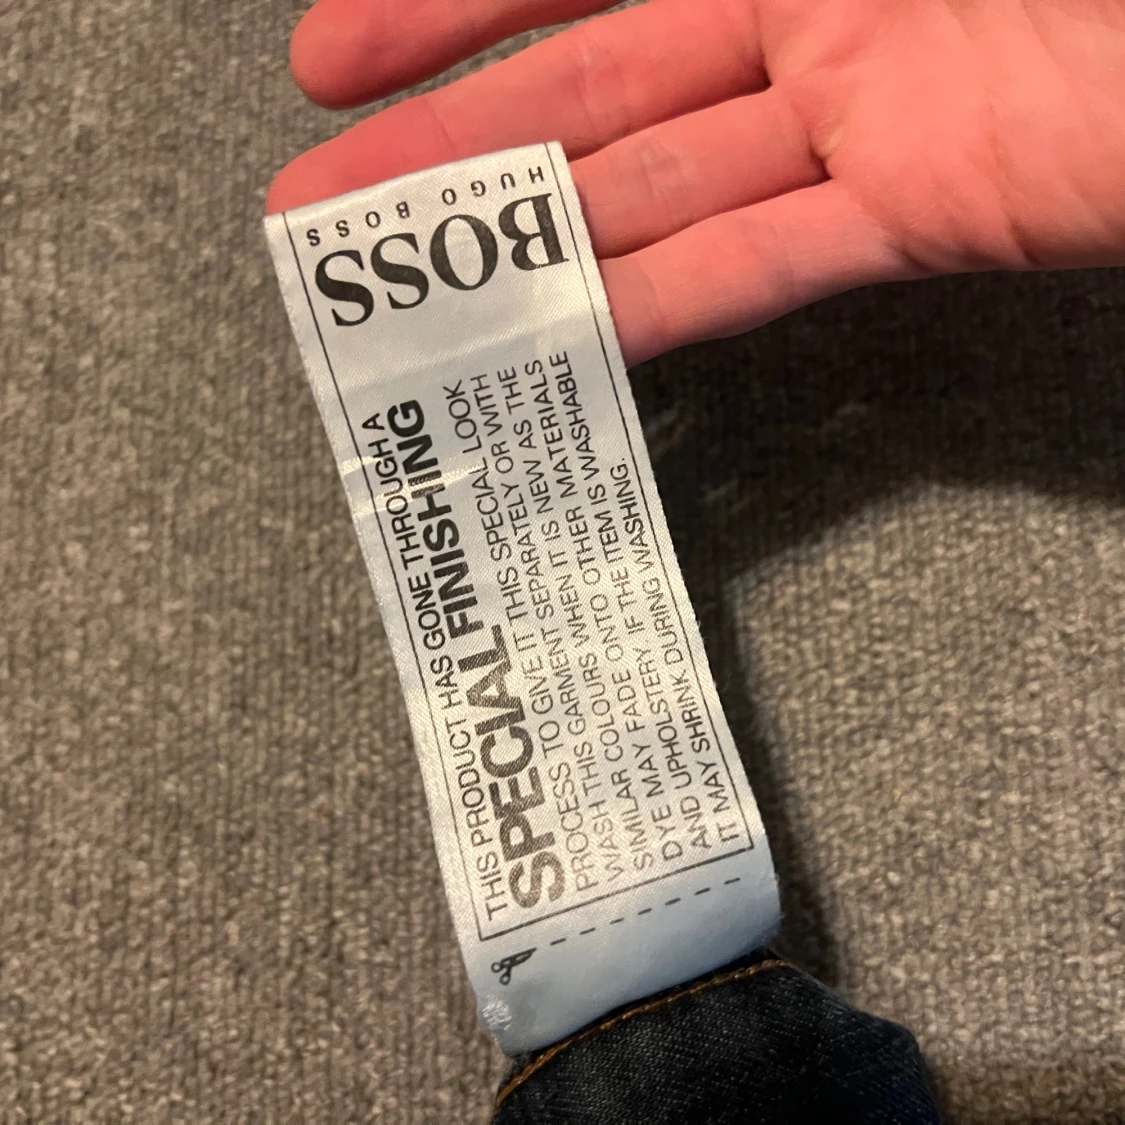 BOSS
HUGO BOSS
THIS PRODUCT HAS GONE THROUGH A
SPECIAL FINISHING
PROCESS TO GIVE IT THIS SPECIAL LOOK
WASH THIS GARMENT SEPARATELY OR WITH
SIMILAR COLOURS WHEN IT IS NEW AS THE
DYE MAY FADE ONTO OTHER MATERIALS
AND UPHOLSTERY. IF THE ITEM IS WASHABLE
IT MAY SHRINK DURING WASHING.